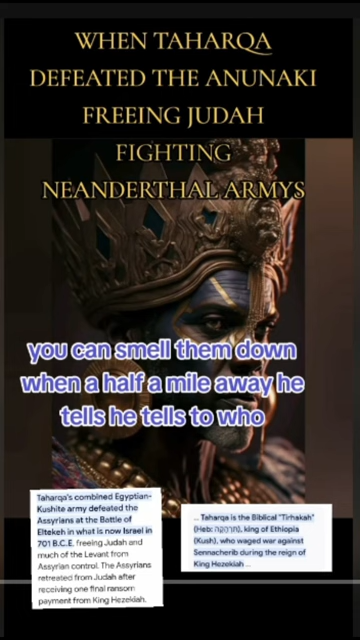 WHEN TAHARQA
DEFEATED THE ANUNAKI
FREEING JUDAH
FIGHTING
NEANDERTHAL ARMYS
you can smell them down
when a half a mile away he
tells he tells to who
Taharqa's combined Egyptian-
Kushite army defeated the
Assyrians at the Battle of
Eltekeh in what is now Israel in
701 B.C.E, freeing Judah and
much of the Levant from
Assyrian control. The Assyrians
retreated from Judah after
receiving one final ransom
payment from King Hezekiah.
... Taharqa is the Biblical "Tirhakah"
(Heb: תִּרְהָקָה), king of Ethiopia
(Kush), who waged war against
Sennacherib during the reign of
King Hezekiah ...